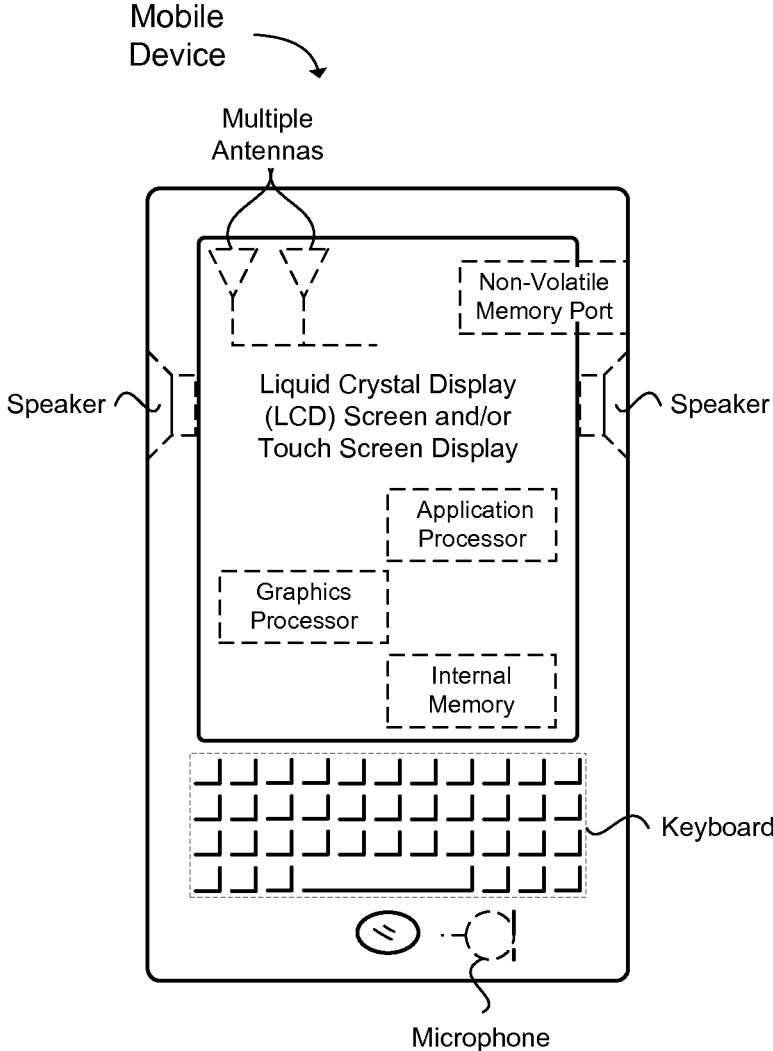 Mobile
Device
Multiple
Antennas
Non-Volatile
Memory Port
Speaker
Liquid Crystal Display
(LCD) Screen and/or
Touch Screen Display
Speaker
Application
Processor
Graphics
Processor
Internal
Memory
Keyboard
Microphone